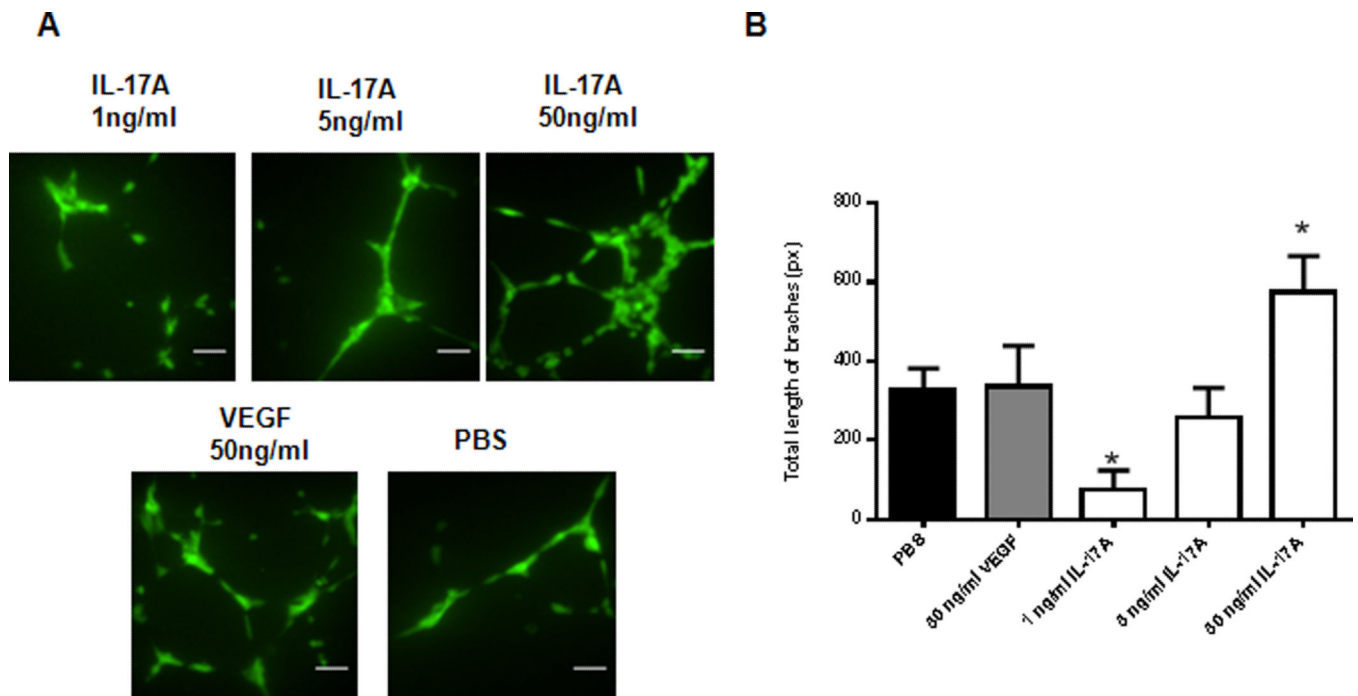 A
B
IL-17A
1ng/ml
IL-17A
5ng/ml
IL-17A
50ng/ml
VEGF
50ng/ml
PBS
Total length of braches (px)
800
600
400
200
0
PBS
50 ng/ml VEGF
1 ng/ml IL-17A
5 ng/ml IL-17A
50 ng/ml IL-17A
*
*